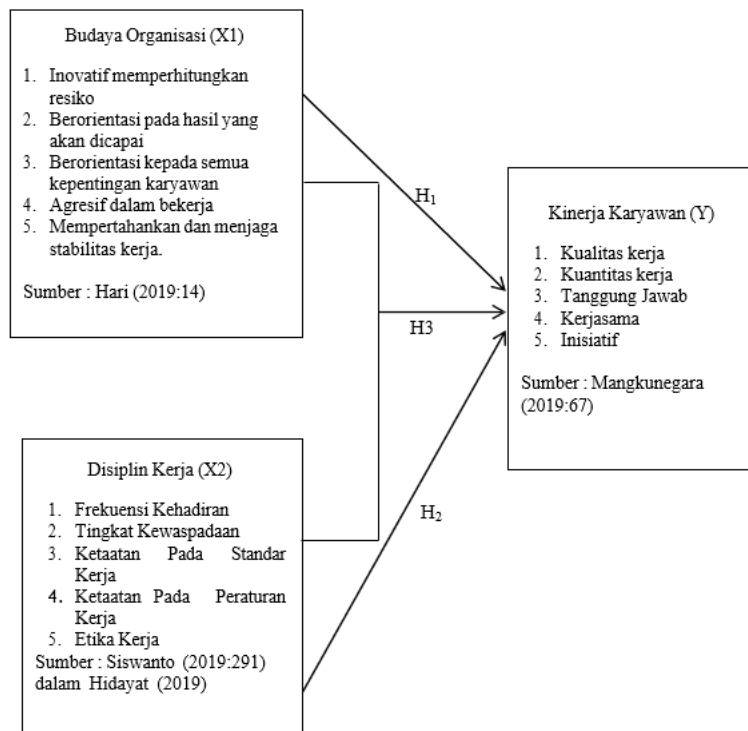 Budaya Organisasi (X1)
1. Inovatif memperhitungkan
resiko
2. Berorientasi pada hasil yang
akan dicapai
3. Berorientasi kepada semua
kepentingan karyawan
4. Agresif dalam bekerja
5. Mempertahankan dan menjaga
stabilitas kerja.
Sumber : Hari (2019:14)
H1
Kinerja Karyawan (Y)
1. Kualitas kerja
2. Kuantitas kerja
3. Tanggung Jawab
4. Kerjasama
5. Inisiatif
Sumber : Mangkunegara
(2019:67)
H3
Disiplin Kerja (X2)
1. Frekuensi Kehadiran
2. Tingkat Kewaspadaan
3. Ketaatan Pada Standar
Kerja
4. Ketaatan Pada Peraturan
Kerja
5. Etika Kerja
Sumber : Siswanto (2019:291)
dalam Hidayat (2019)
H2